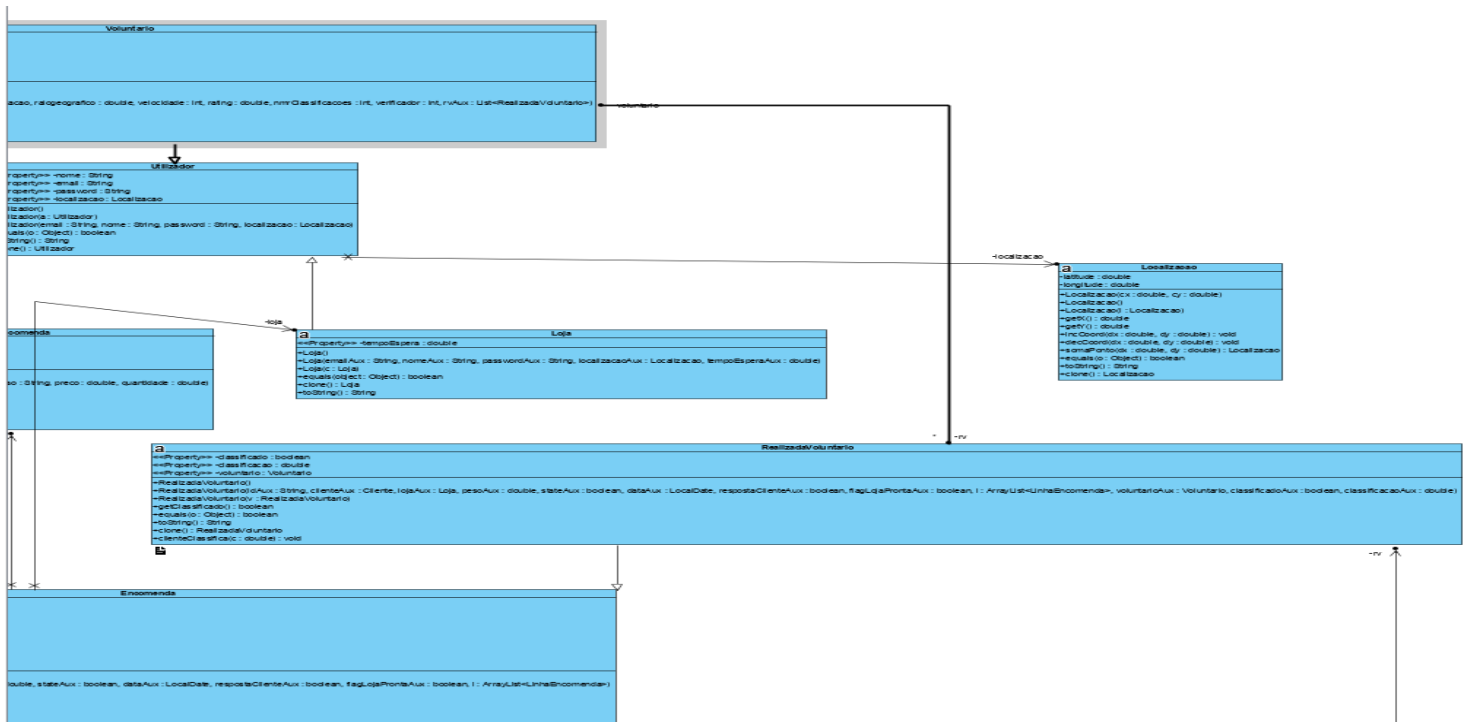 Voluntario
acao, raiogeografico : double, velocidade : int, rating : double, nmrClassificacoes : int, verificador : int, rvAux : List<RealizadaVoluntario>)
-voluntario
Utilizador
roperty>> -nome : String
roperty>> -email : String
roperty>> -password : String
roperty>> -localizacao : Localizacao
ilizador()
ilizador(a : Utilizador)
ilizador(email : String, nome : String, password : String, localizacao : Localizacao)
uals(o : Object) : boolean
String() : String
one() : Utilizador
-localizacao
a
Localizacao
-latitude : double
-longitude : double
+Localizacao(cx : double, cy : double)
+Localizacao()
+Localizacao(l : Localizacao)
+getX() : double
+getY() : double
+incCoord(dx : double, dy : double) : void
+decCoord(dx : double, dy : double) : void
+somaPonto(dx : double, dy : double) : Localizacao
+equals(o : Object) : boolean
+toString() : String
+clone() : Localizacao
-loja
a
Loja
<<Property>> -tempoEspera : double
+Loja()
+Loja(emailAux : String, nomeAux : String, passwordAux : String, localizacaoAux : Localizacao, tempoEsperaAux : double)
+Loja(c : Loja)
+equals(object : Object) : boolean
+clone() : Loja
+toString() : String
comenda
ao : String, preco : double, quantidade : double)
* -rv
a
RealizadaVoluntario
<<Property>> -classificado : boolean
<<Property>> -classificacao : double
<<Property>> -voluntario : Voluntario
+RealizadaVoluntario()
+RealizadaVoluntario(idAux : String, clienteAux : Cliente, lojaAux : Loja, pesoAux : double, stateAux : boolean, dataAux : LocalDate, respostaClienteAux : boolean, flagLojaProntaAux : boolean, l : ArrayList<LinhaEncomenda>, voluntarioAux : Voluntario, classificadoAux : boolean, classificacaoAux : double)
+RealizadaVoluntario(v : RealizadaVoluntario)
+getClassificado() : boolean
+equals(o : Object) : boolean
+toString() : String
+clone() : RealizadaVoluntario
+clienteClassifica(c : double) : void
-rv
Encomenda
ouble, stateAux : boolean, dataAux : LocalDate, respostaClienteAux : boolean, flagLojaProntaAux : boolean, l : ArrayList<LinhaEncomenda>)